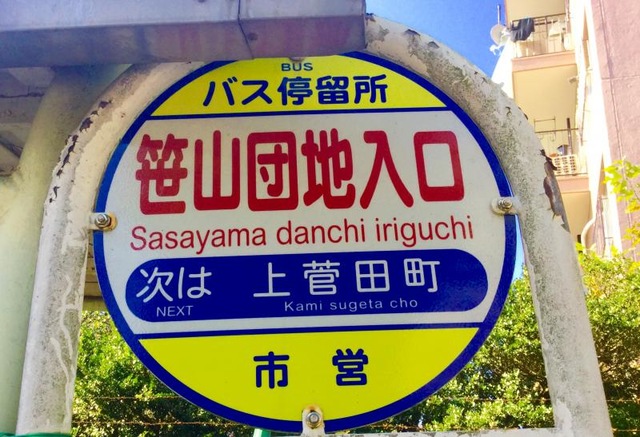 BUS
バス停留所
笹山団地入口
Sasayama danchi iriguchi
次は 上菅田町
NEXT Kami sugeta cho
市営